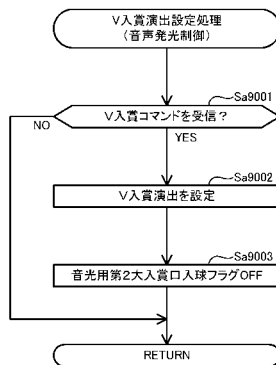 V入賞演出設定処理
(音声発光制御)
Sa9001
V入賞コマンドを受信?
NO
YES
Sa9002
V入賞演出を設定
Sa9003
音光用第2大入賞口入球フラグOFF
RETURN